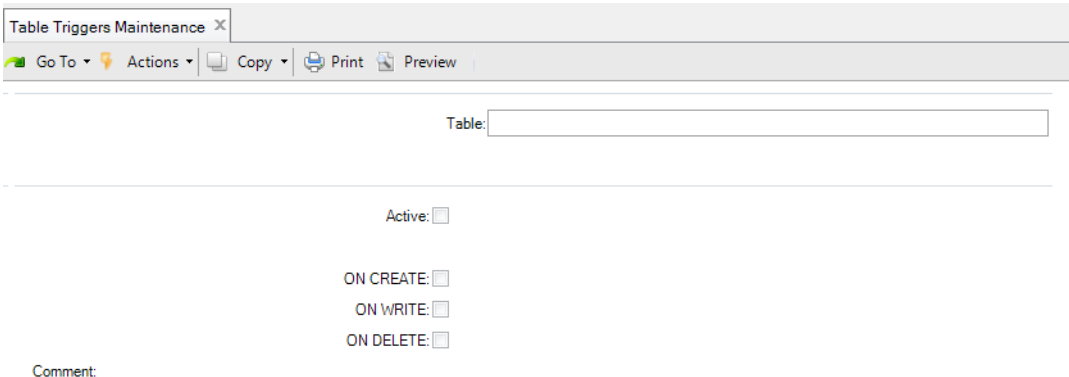 Table Triggers Maintenance X
Go To Actions Copy Print Preview
Table:
Active:
ON CREATE:
ON WRITE:
ON DELETE:
Comment: